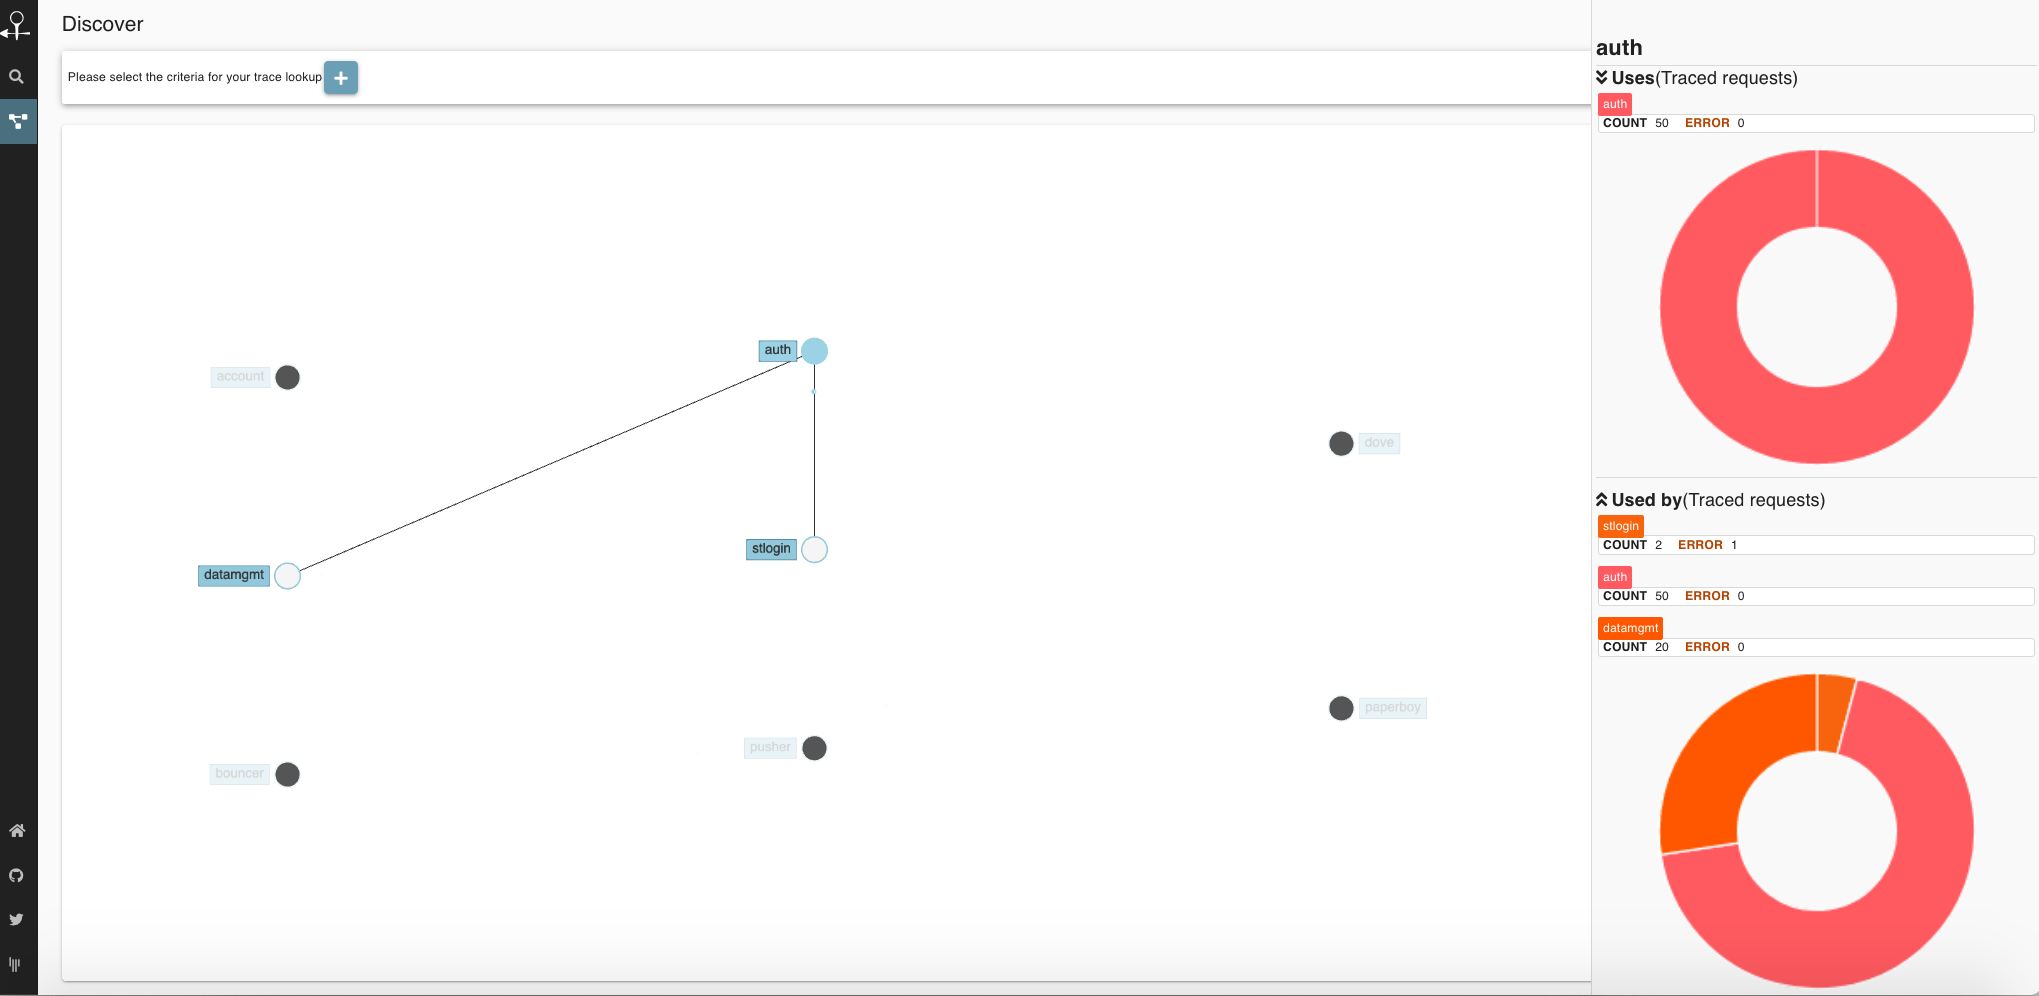 Discover
Please select the criteria for your trace lookup
account
auth
dove
datamgmt
stlogin
paperboy
bouncer
pusher
auth
Uses(Traced requests)
auth
COUNT 50 ERROR 0
Used by(Traced requests)
stlogin
COUNT 2 ERROR 1
auth
COUNT 50 ERROR 0
datamgmt
COUNT 20 ERROR 0